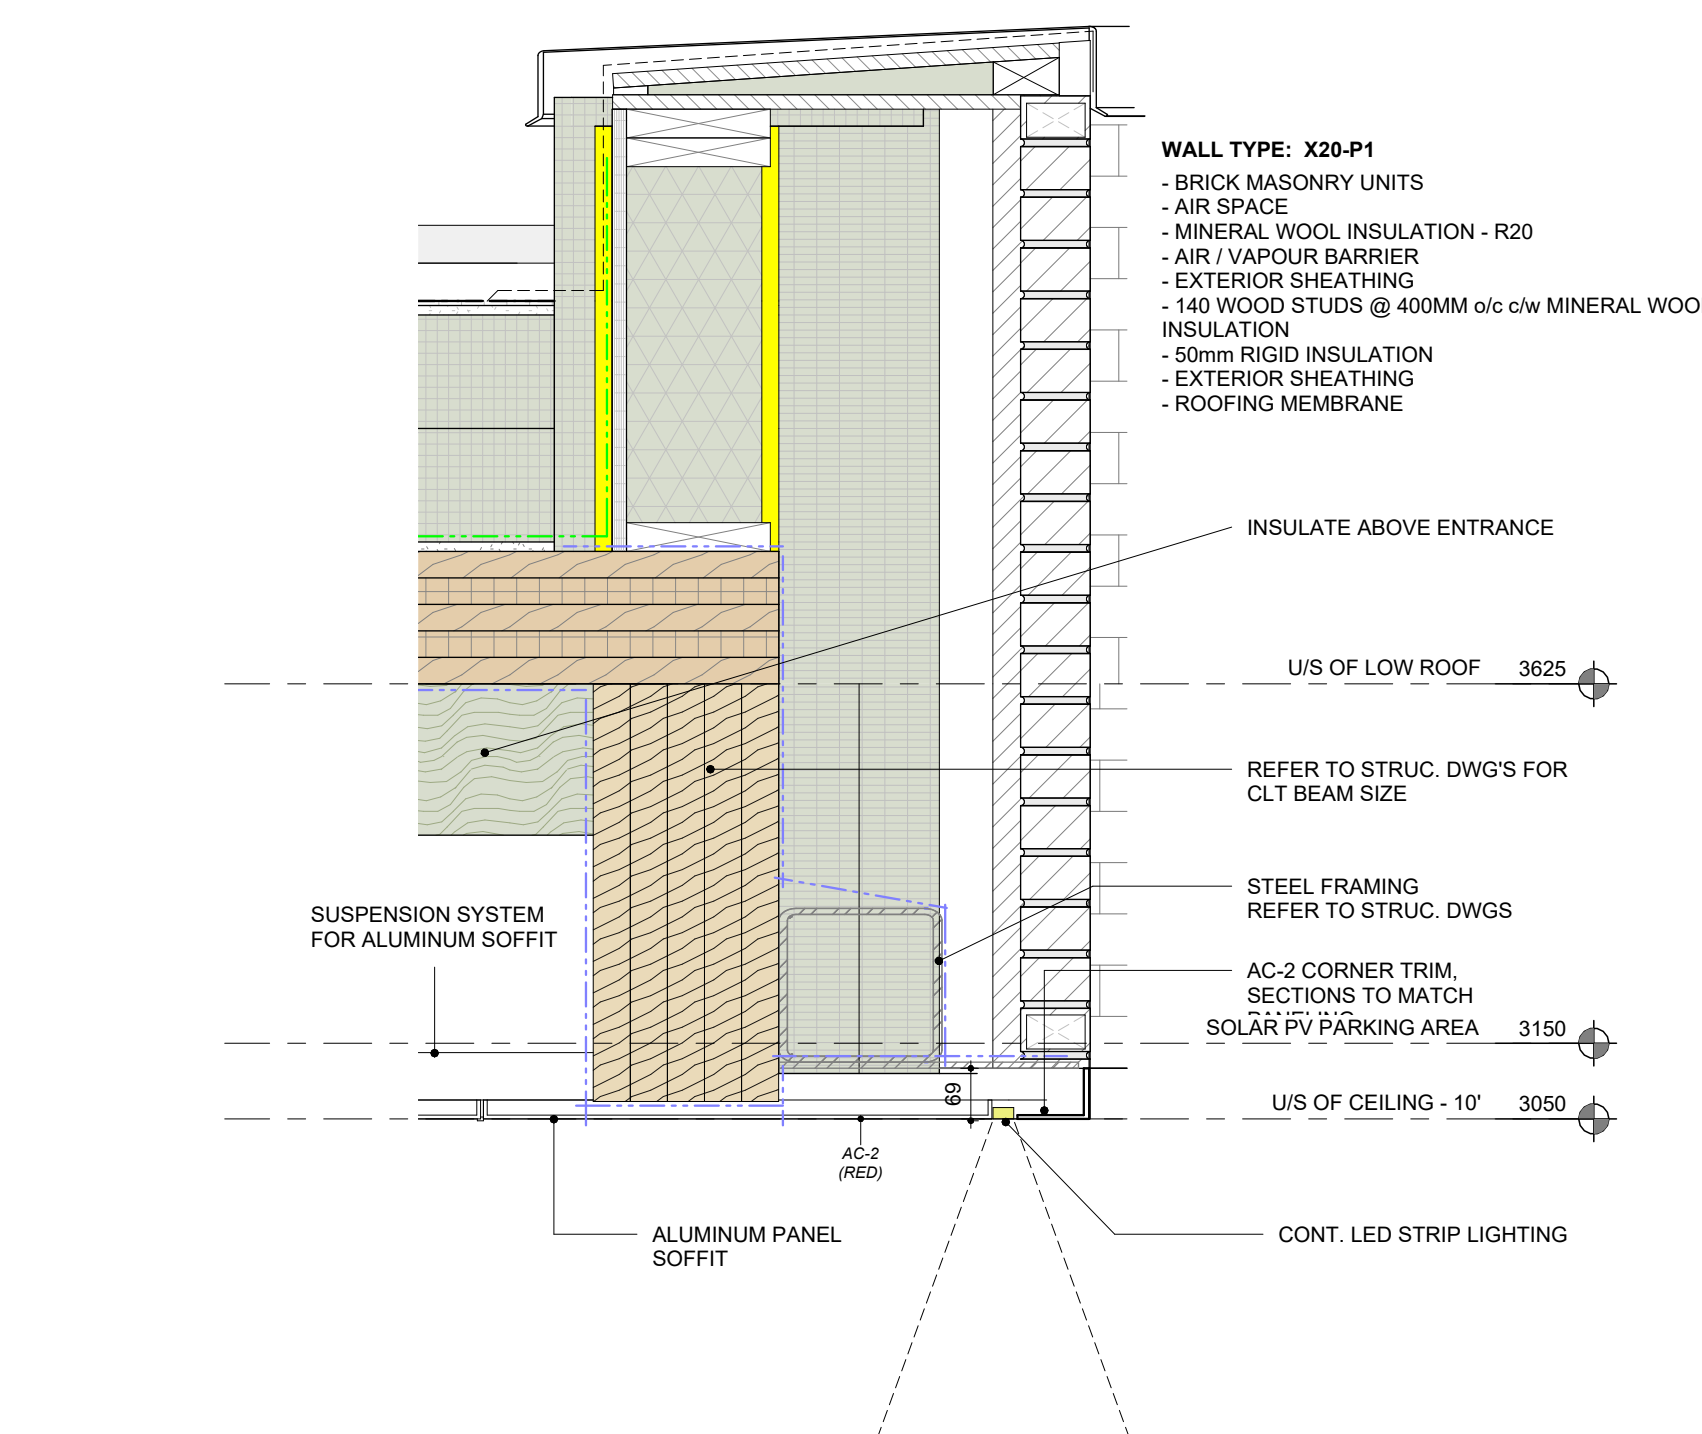 WALL TYPE: X20-P1
- BRICK MASONRY UNITS
- AIR SPACE
- MINERAL WOOL INSULATION - R20
- AIR / VAPOUR BARRIER
- EXTERIOR SHEATHING
- 140 WOOD STUDS @ 400MM o/c c/w MINERAL WOO
INSULATION
- 50mm RIGID INSULATION
- EXTERIOR SHEATHING
- ROOFING MEMBRANE
INSULATE ABOVE ENTRANCE
U/S OF LOW ROOF 3625
REFER TO STRUC. DWG'S FOR
CLT BEAM SIZE
STEEL FRAMING
REFER TO STRUC. DWGS
SUSPENSION SYSTEM
FOR ALUMINUM SOFFIT
AC-2 CORNER TRIM,
SECTIONS TO MATCH
PANELING
SOLAR PV PARKING AREA 3150
69
U/S OF CEILING - 10' 3050
AC-2
(RED)
ALUMINUM PANEL
SOFFIT
CONT. LED STRIP LIGHTING